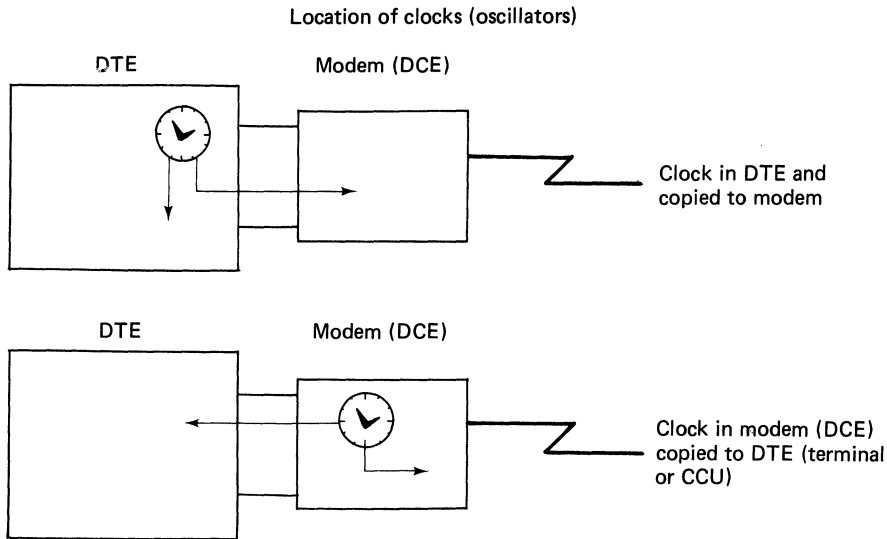 Location of clocks (oscillators)
DTE
Modem (DCE)
Clock in DTE and
copied to modem
DTE
Modem (DCE)
Clock in modem (DCE)
copied to DTE (terminal
or CCU)